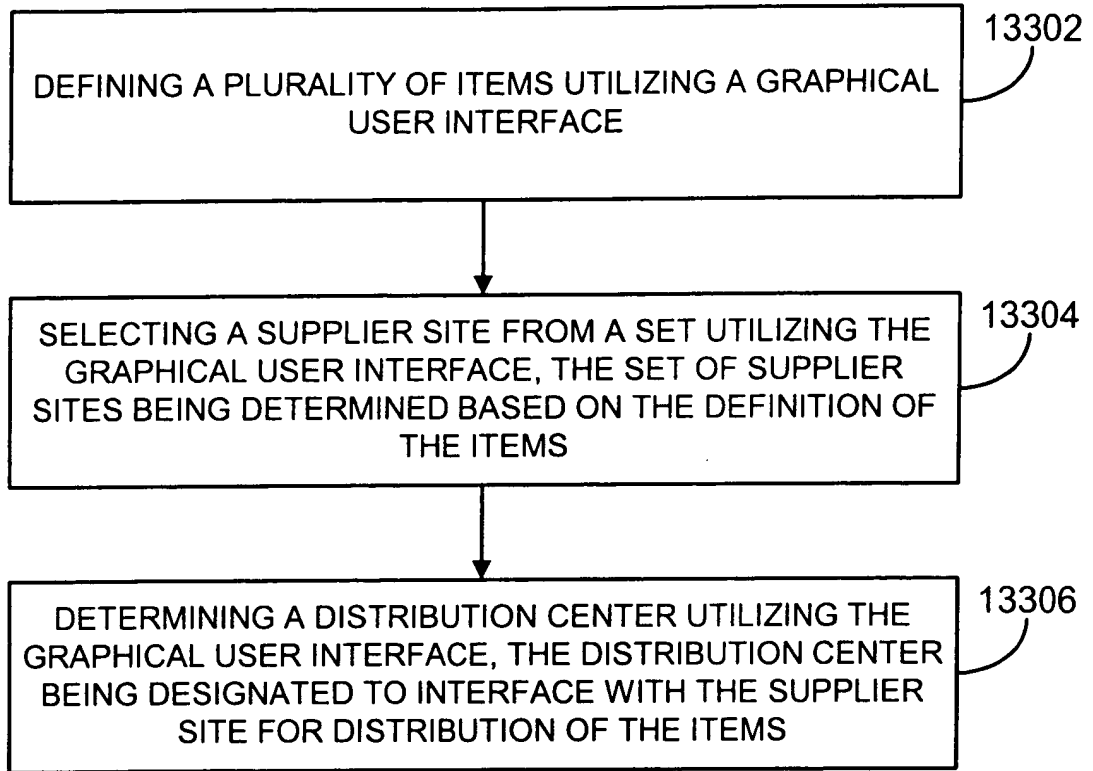 13302
DEFINING A PLURALITY OF ITEMS UTILIZING A GRAPHICAL
USER INTERFACE
13304
SELECTING A SUPPLIER SITE FROM A SET UTILIZING THE
GRAPHICAL USER INTERFACE, THE SET OF SUPPLIER
SITES BEING DETERMINED BASED ON THE DEFINITION OF
THE ITEMS
13306
DETERMINING A DISTRIBUTION CENTER UTILIZING THE
GRAPHICAL USER INTERFACE, THE DISTRIBUTION CENTER
BEING DESIGNATED TO INTERFACE WITH THE SUPPLIER
SITE FOR DISTRIBUTION OF THE ITEMS